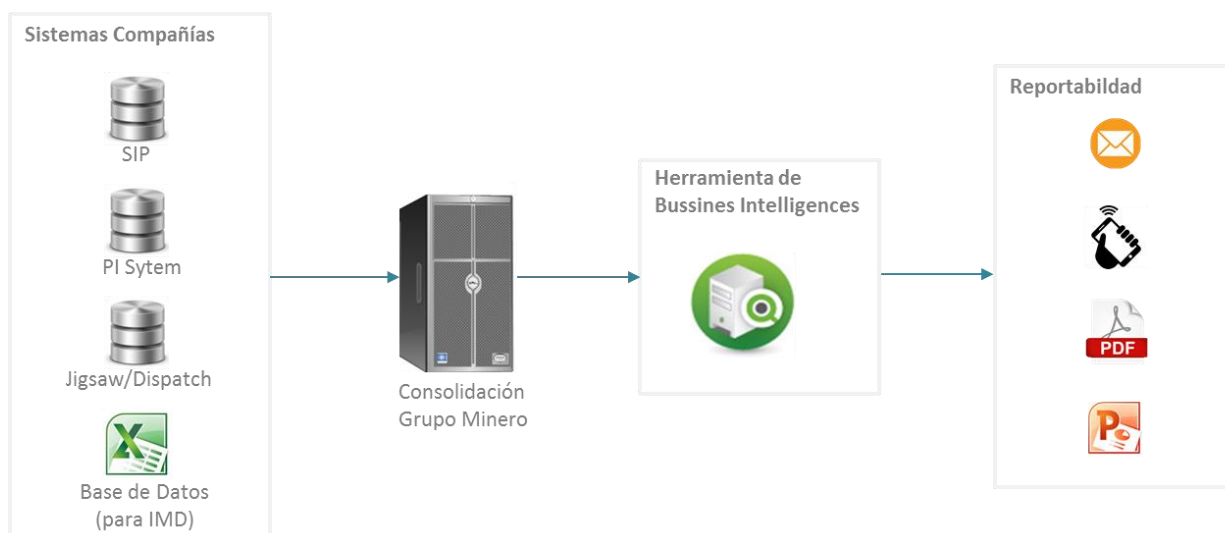 Sistemas Compañías
SIP
PI Sytem
Jigsaw/Dispatch
Base de Datos
(para IMD)
Consolidación
Grupo Minero
Herramienta de
Bussines Intelligences
Reportabildad
PDF